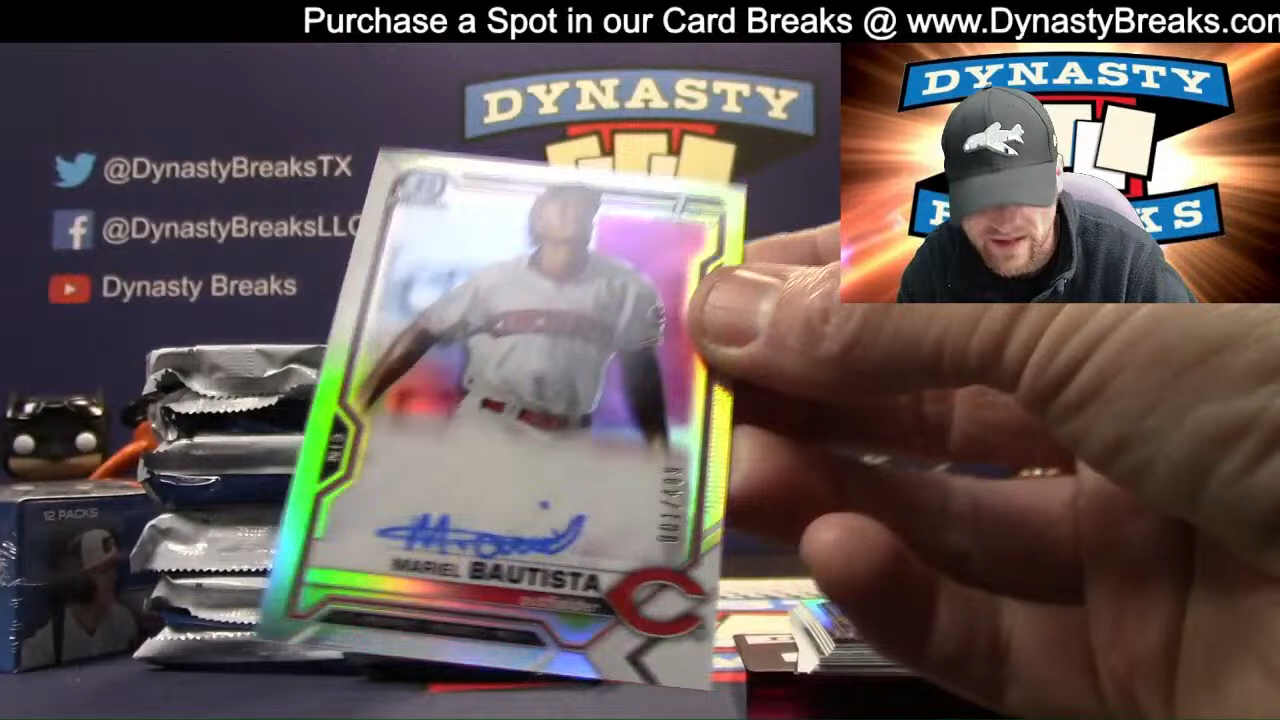 Purchase a Spot in our Card Breaks @ www.DynastyBreaks.com
DYNASTY
DYNASTY
@DynastyBreaksTX
@DynastyBreaksLLC
Dynasty Breaks
CIN
MARIEL BAUTISTA
12 PACKS